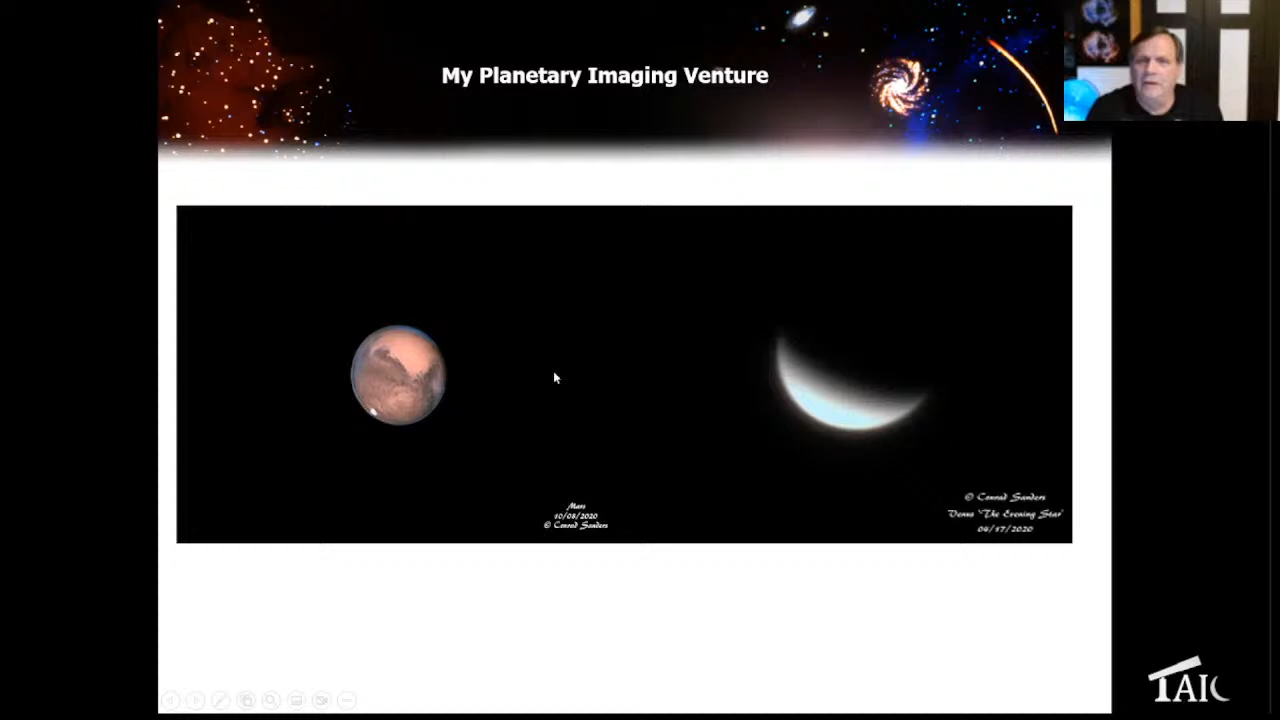 My Planetary Imaging Venture
Mars
10/08/2020
© Conrad Sanders
© Conrad Sanders
Venus 'The Evening Star'
04/17/2020
TAIC